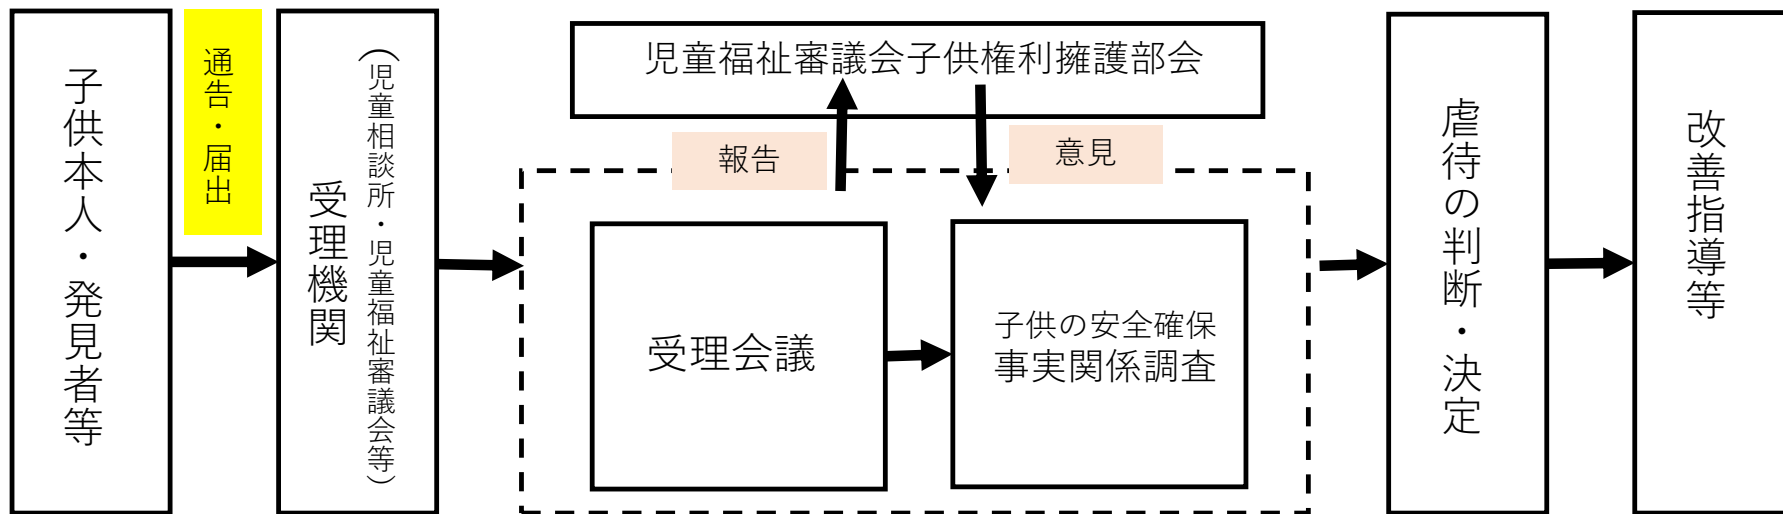 子供本人・発見者等
通告・届出
受理機関
（児童相談所・児童福祉審議会等）
児童福祉審議会子供権利擁護部会
報告
意見
受理会議
子供の安全確保
事実関係調査
虐待の判断・決定
改善指導等